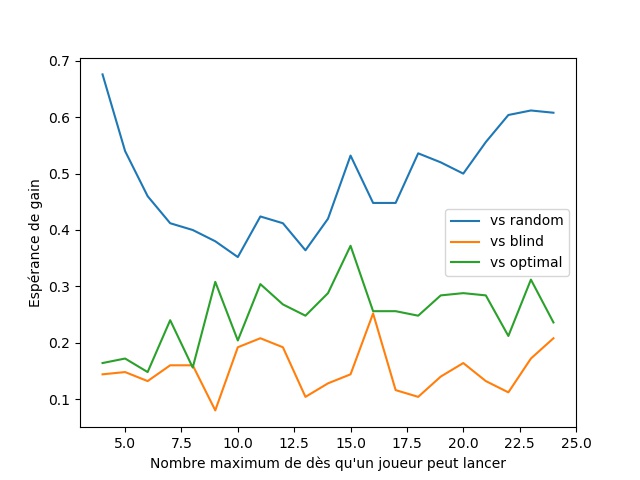 0.7
0.6
0.5
0.4
0.3
0.2
0.1
Espérance de gain
vs random
vs blind
vs optimal
5.0 7.5 10.0 12.5 15.0 17.5 20.0 22.5 25.0
Nombre maximum de dès qu'un joueur peut lancer